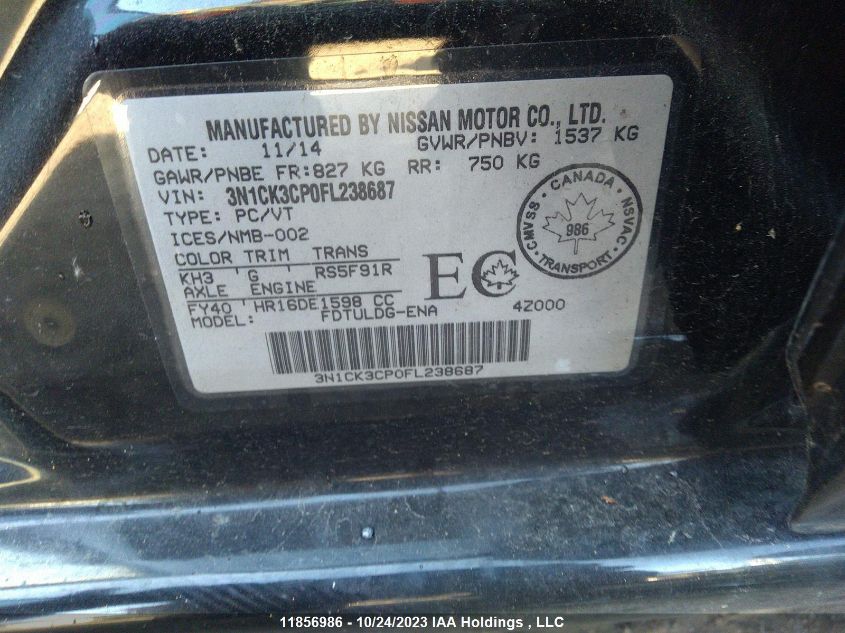 MANUFACTURED BY NISSAN MOTOR CO., LTD.
DATE: 11/14 GVWR/PNBV: 1537 KG
GAWR/PNBE FR:827 KG RR: 750 KG
VIN: 3N1CK3CP0FL238687
TYPE: PC/VT
ICES/NMB-002
COLOR TRIM TRANS
KH3 G RS5F91R
AXLE ENGINE
FY40 HR16DE1598 CC
MODEL: FDTULDG-ENA 4Z000
EC
CANADA
CMVSS NSVAC
986
TRANSPORT
3N1CK3CP0FL238687
11856986 - 10/24/2023 IAA Holdings , LLC